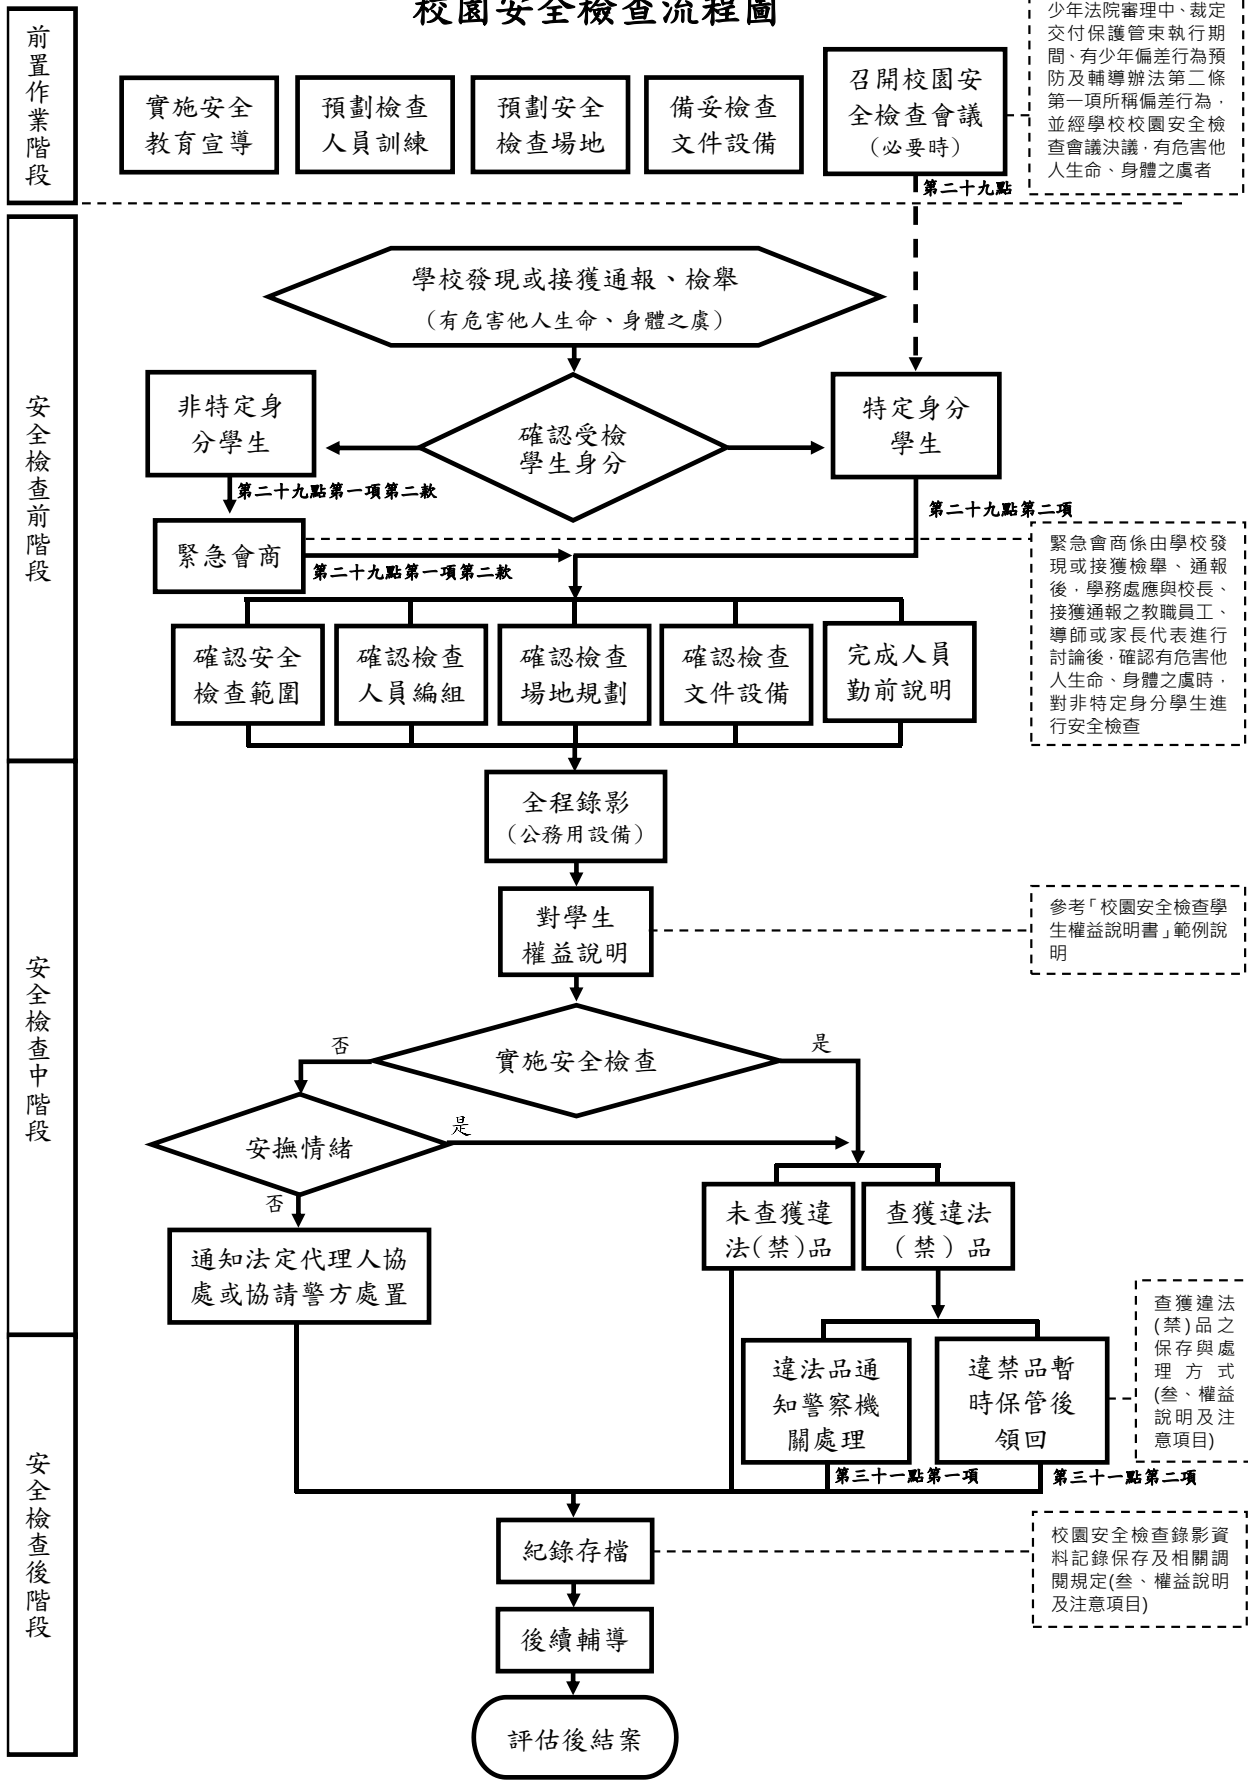 校園安全檢查流程圖
前置作業階段
實施安全
教育宣導
預劃檢查
人員訓練
預劃安全
檢查場地
備妥檢查
文件設備
召開校園安
全檢查會議
(必要時)
少年法院審理中、裁定
交付保護管束執行期
間、有少年偏差行為預
防及輔導辦法第二條
第一項所稱偏差行為，
並經學校校園安全檢
查會議決議，有危害他
人生命、身體之虞者
第二十九點
安全檢查前階段
學校發現或接獲通報、檢舉
（有危害他人生命、身體之虞）
非特定身
分學生
確認受檢
學生身分
特定身分
學生
第二十九點第一項第二款
第二十九點第二項
緊急會商
第二十九點第一項第二款
緊急會商係由學校發
現或接獲檢舉、通報
後，學務處應與校長、
接獲通報之教職員工、
導師或家長代表進行
討論後，確認有危害他
人生命、身體之虞時，
對非特定身分學生進
行安全檢查
確認安全
檢查範圍
確認檢查
人員編組
確認檢查
場地規劃
確認檢查
文件設備
完成人員
勤前說明
安全檢查中階段
全程錄影
（公務用設備）
對學生
權益說明
參考「校園安全檢查學
生權益說明書」範例說
明
實施安全檢查
否
是
安撫情緒
是
否
通知法定代理人協
處或協請警方處置
未查獲違
法(禁)品
查獲違法
（禁）品
安全檢查後階段
違法品通
知警察機
關處理
違禁品暫
時保管後
領回
查獲違法
(禁)品之
保存與處
理方式
(叁、權益
說明及注
意項目)
第三十一點第一項
第三十一點第二項
紀錄存檔
校園安全檢查錄影資
料記錄保存及相關調
閱規定(叁、權益說明
及注意項目)
後續輔導
評估後結案